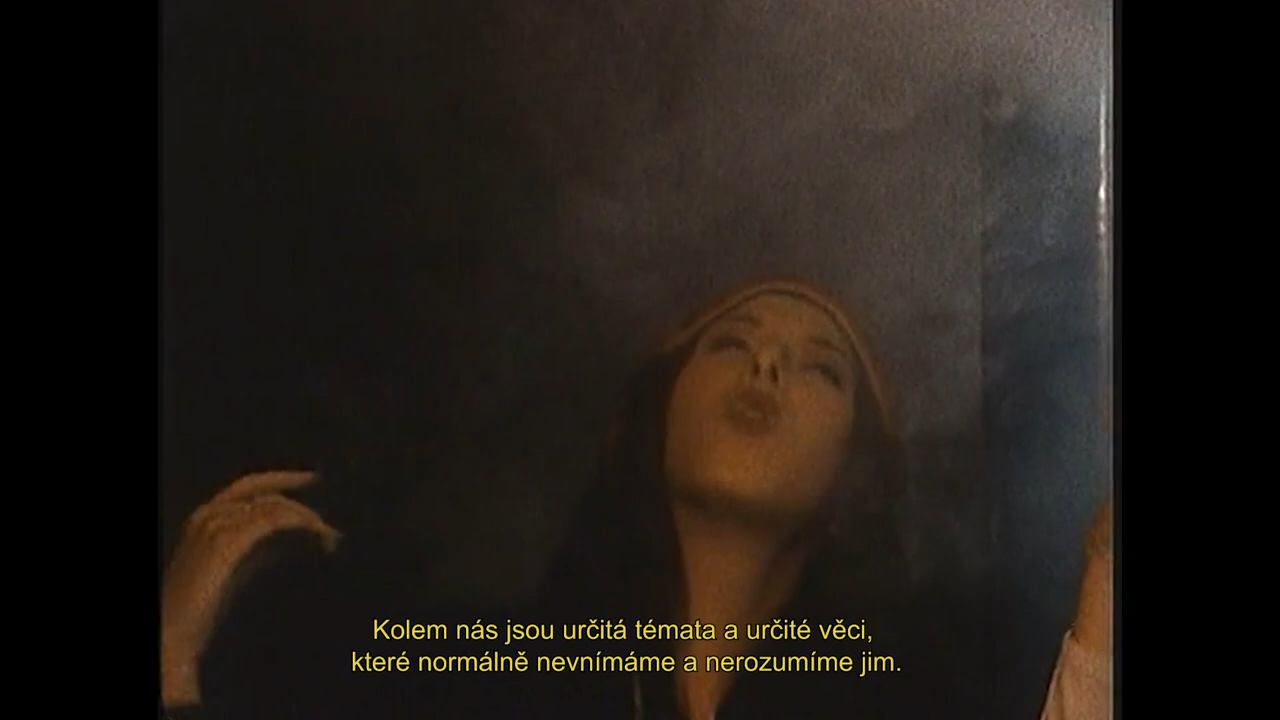 Kolem nás jsou určitá témata a určité věci,
které normálně nevnímáme a nerozumíme jim.